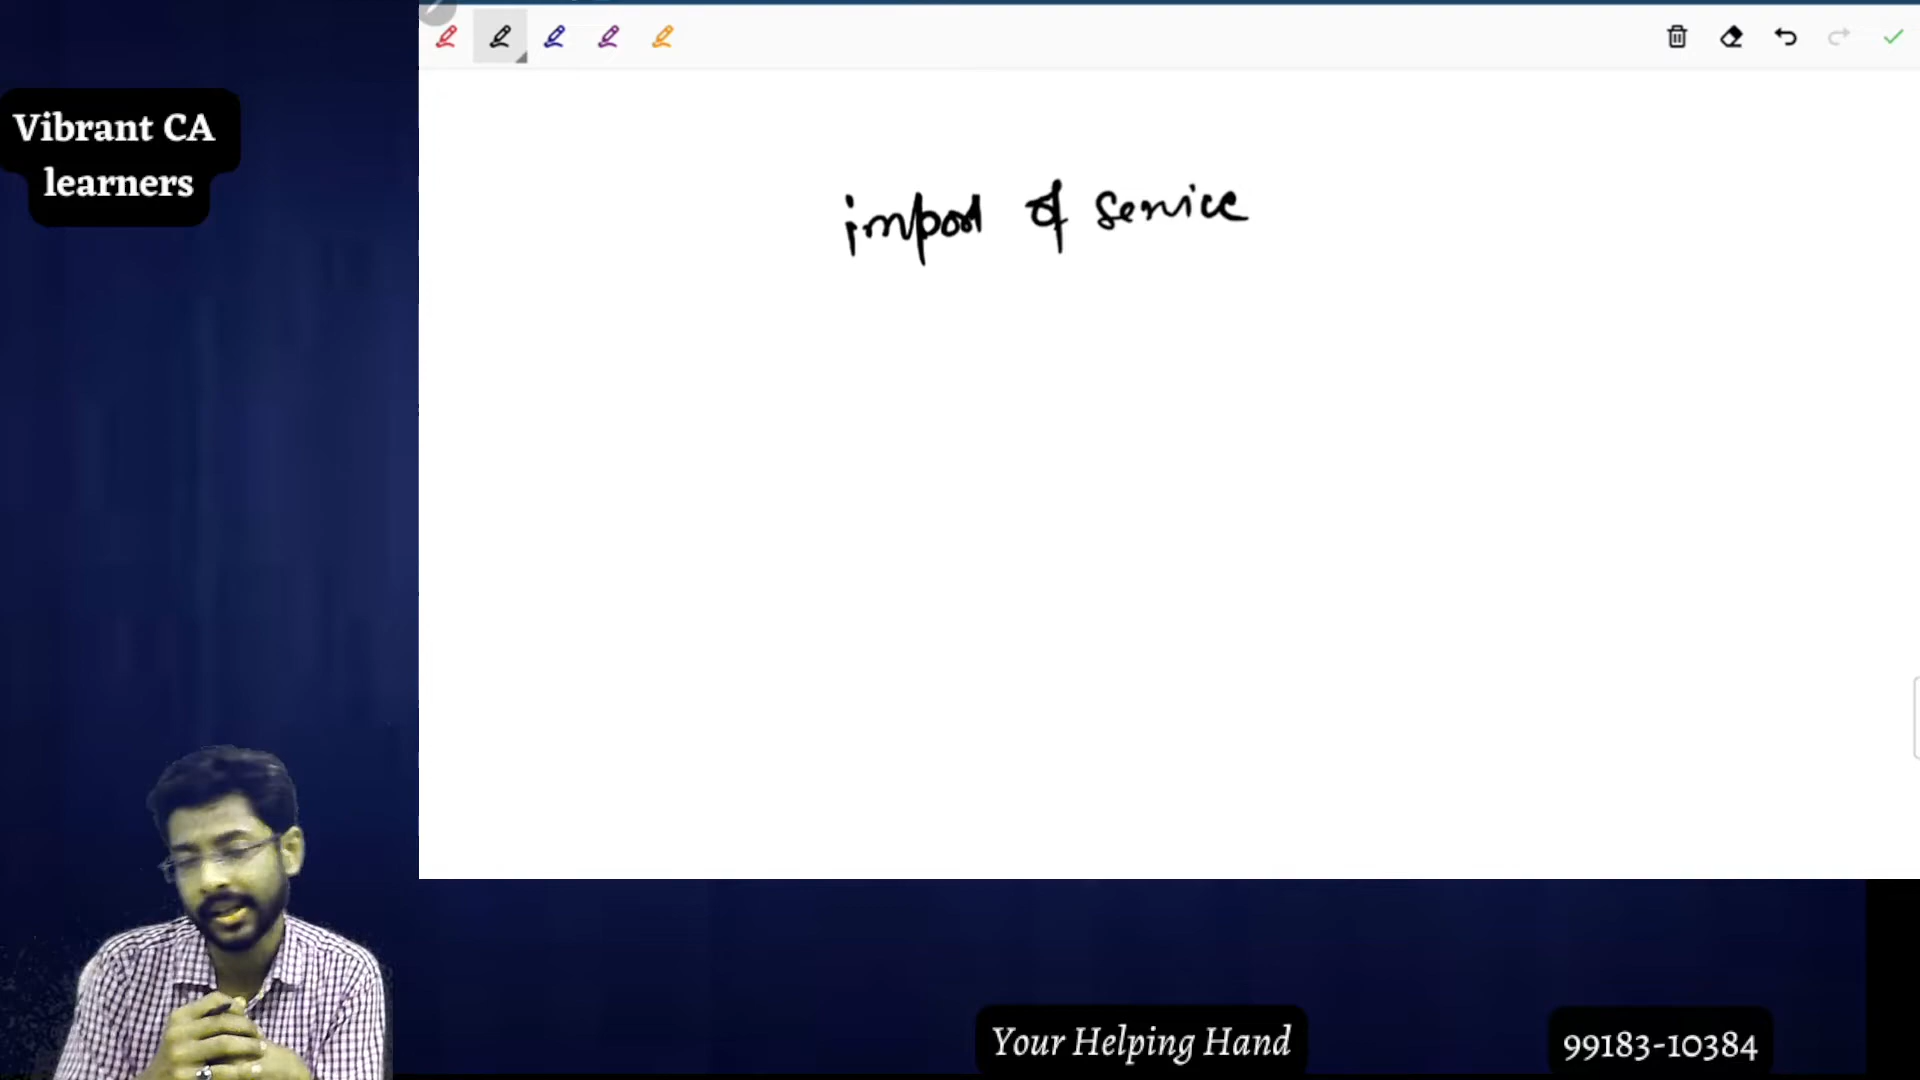 Vibrant CA
learners
import of service
Your Helping Hand
99183-10384